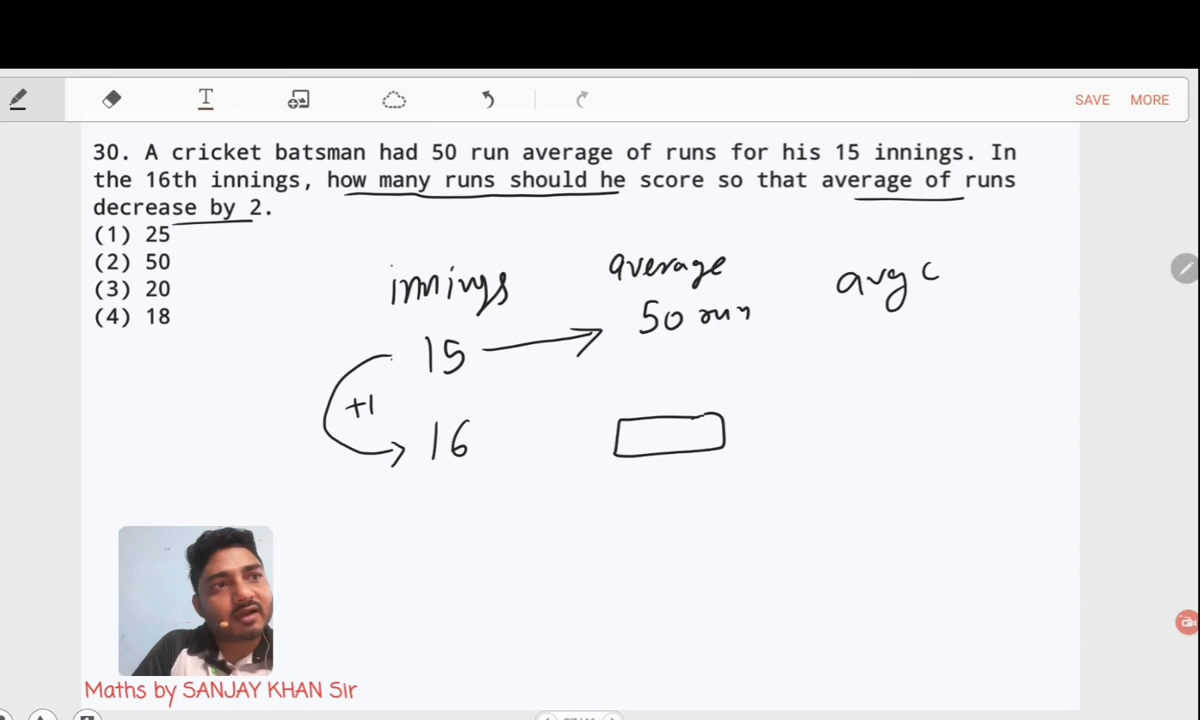 T
SAVE MORE
30. A cricket batsman had 50 run average of runs for his 15 innings. In
the 16th innings, how many runs should he score so that average of runs
decrease by 2.
(1) 25
(2) 50
(3) 20
(4) 18
innings average avg c
15 50 run
+1
16
Maths by SANJAY KHAN Sir